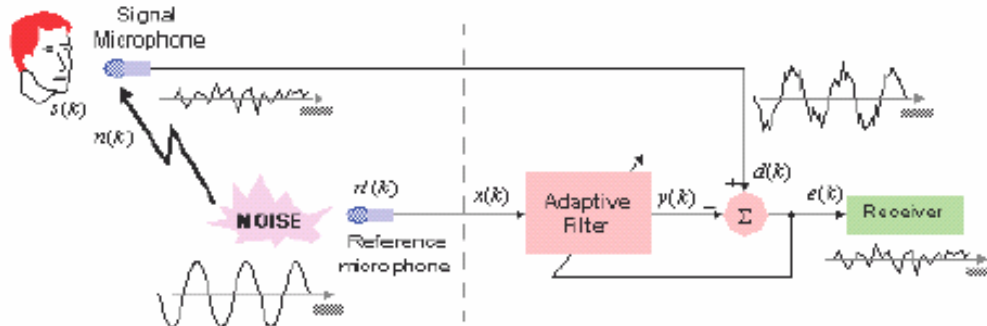 Signal
Microphone
s(k)
n(k)
NOISE
n'(k)
Reference
microphone
x(k)
Adaptive
Filter
y(k)
–
+
d(k)
Σ
e(k)
Receiver